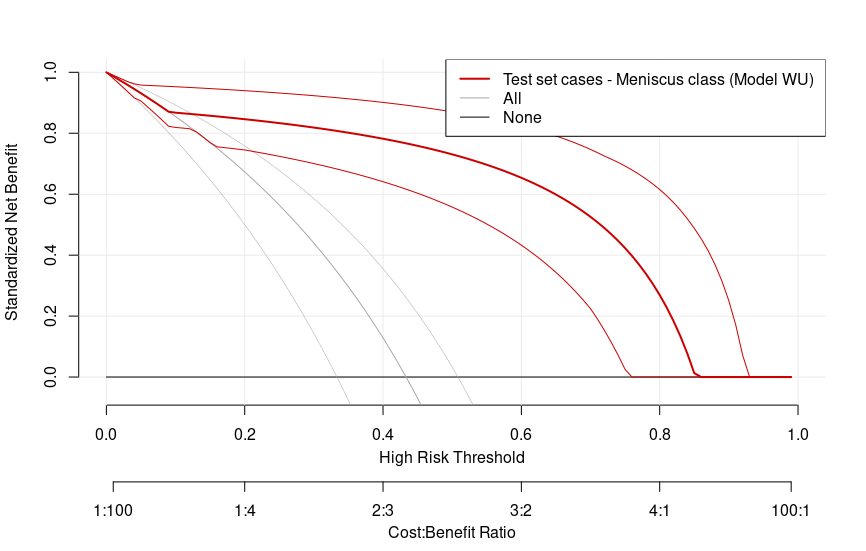 Test set cases - Meniscus class (Model WU)
All
None
Standardized Net Benefit
1.0
0.8
0.6
0.4
0.2
0.0
0.0 0.2 0.4 0.6 0.8 1.0
High Risk Threshold
1:100 1:4 2:3 3:2 4:1 100:1
Cost:Benefit Ratio